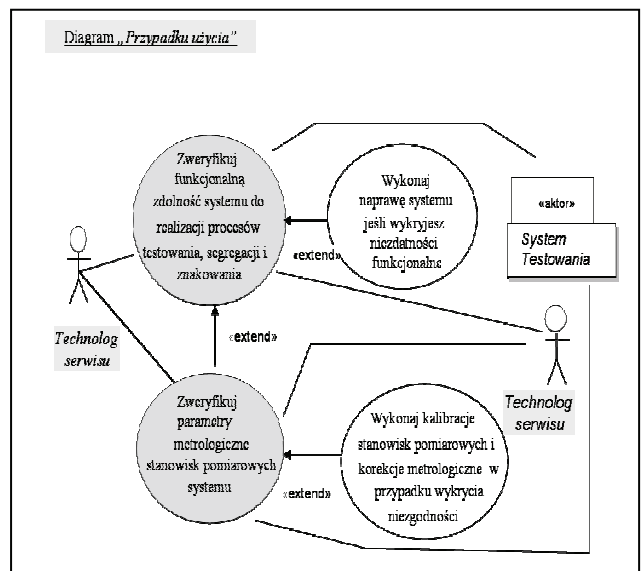 Diagram „Przypadku użycia”
Zweryfikuj
funkcjonalną
zdolność systemu do
realizacji procesów
testowania, segregacji i
znakowania
Wykonaj
naprawę systemu
jeśli wykryjesz
niezdatności
funkcjonalne
«aktor»
System
Testowania
«extend»
Technolog
serwisu
«extend»
Technolog
serwisu
Zweryfikuj
parametry
metrologiczne
stanowisk pomiarowych
systemu
Wykonaj kalibracje
stanowisk pomiarowych i
korekcje metrologiczne w
przypadku wykrycia
niezgodności
«extend»